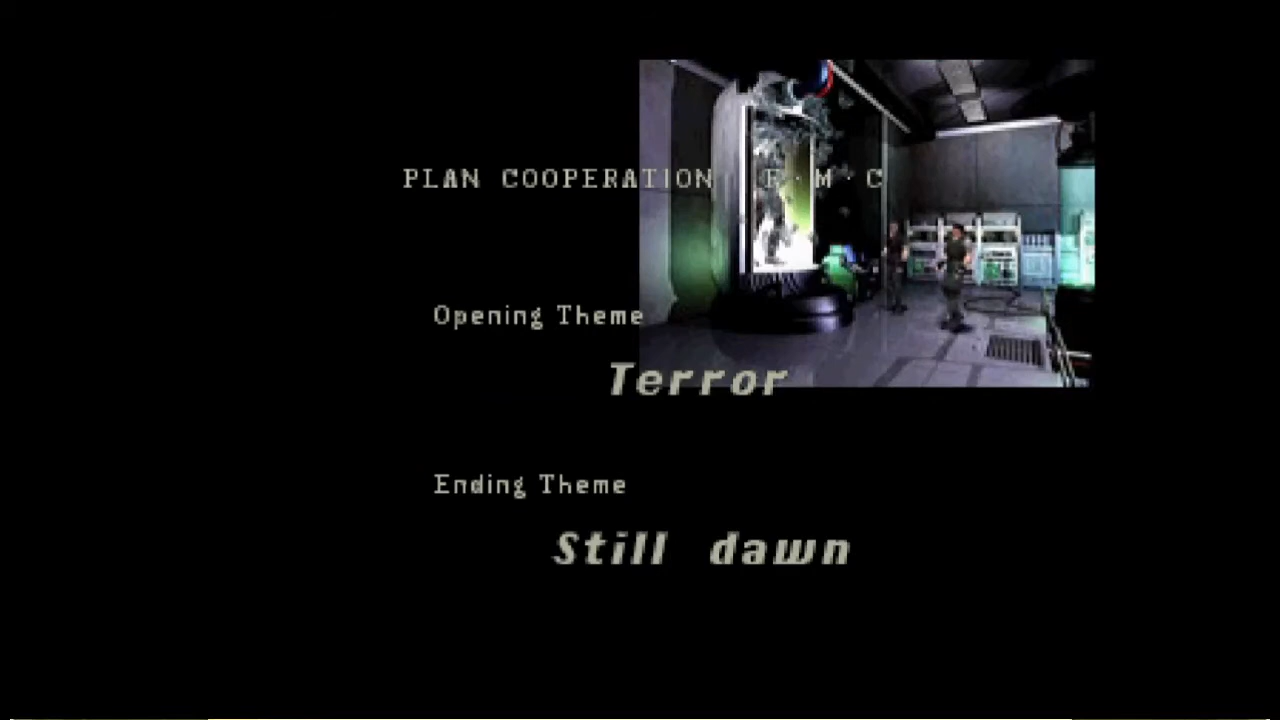 PLAN COOPERATION F・M・C
Opening Theme
Terror
Ending Theme
Still dawn